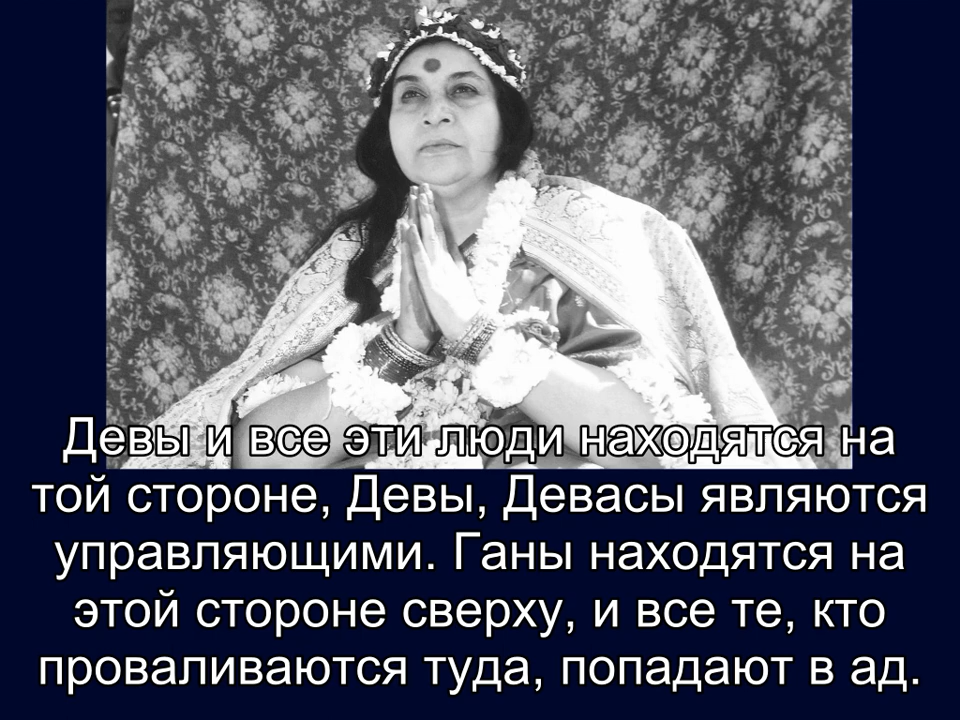 Девы и все эти люди находятся на
той стороне, Девы, Девасы являются
управляющими. Ганы находятся на
этой стороне сверху, и все те, кто
проваливаются туда, попадают в ад.